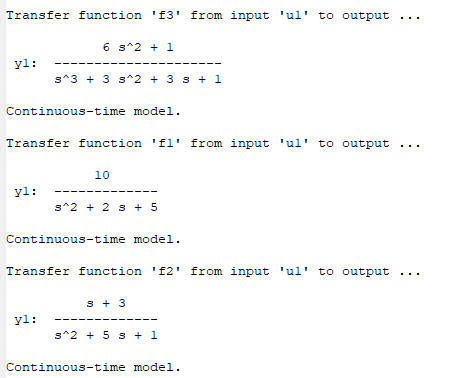 Transfer function 'f3' from input 'u1' to output ...
6 s^2 + 1
y1: ---------------------
s^3 + 3 s^2 + 3 s + 1
Continuous-time model.
Transfer function 'f1' from input 'u1' to output ...
10
y1: -------------
s^2 + 2 s + 5
Continuous-time model.
Transfer function 'f2' from input 'u1' to output ...
s + 3
y1: -------------
s^2 + 5 s + 1
Continuous-time model.